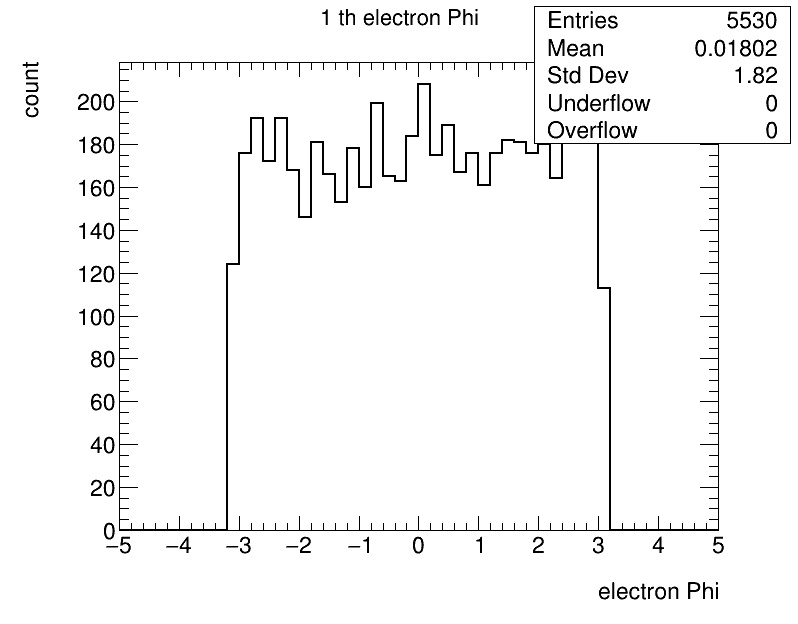 1 th electron Phi
Entries 5530
Mean 0.01802
Std Dev 1.82
Underflow 0
Overflow 0
count
200
180
160
140
120
100
80
60
40
20
0
−5 −4 −3 −2 −1 0 1 2 3 4 5
electron Phi